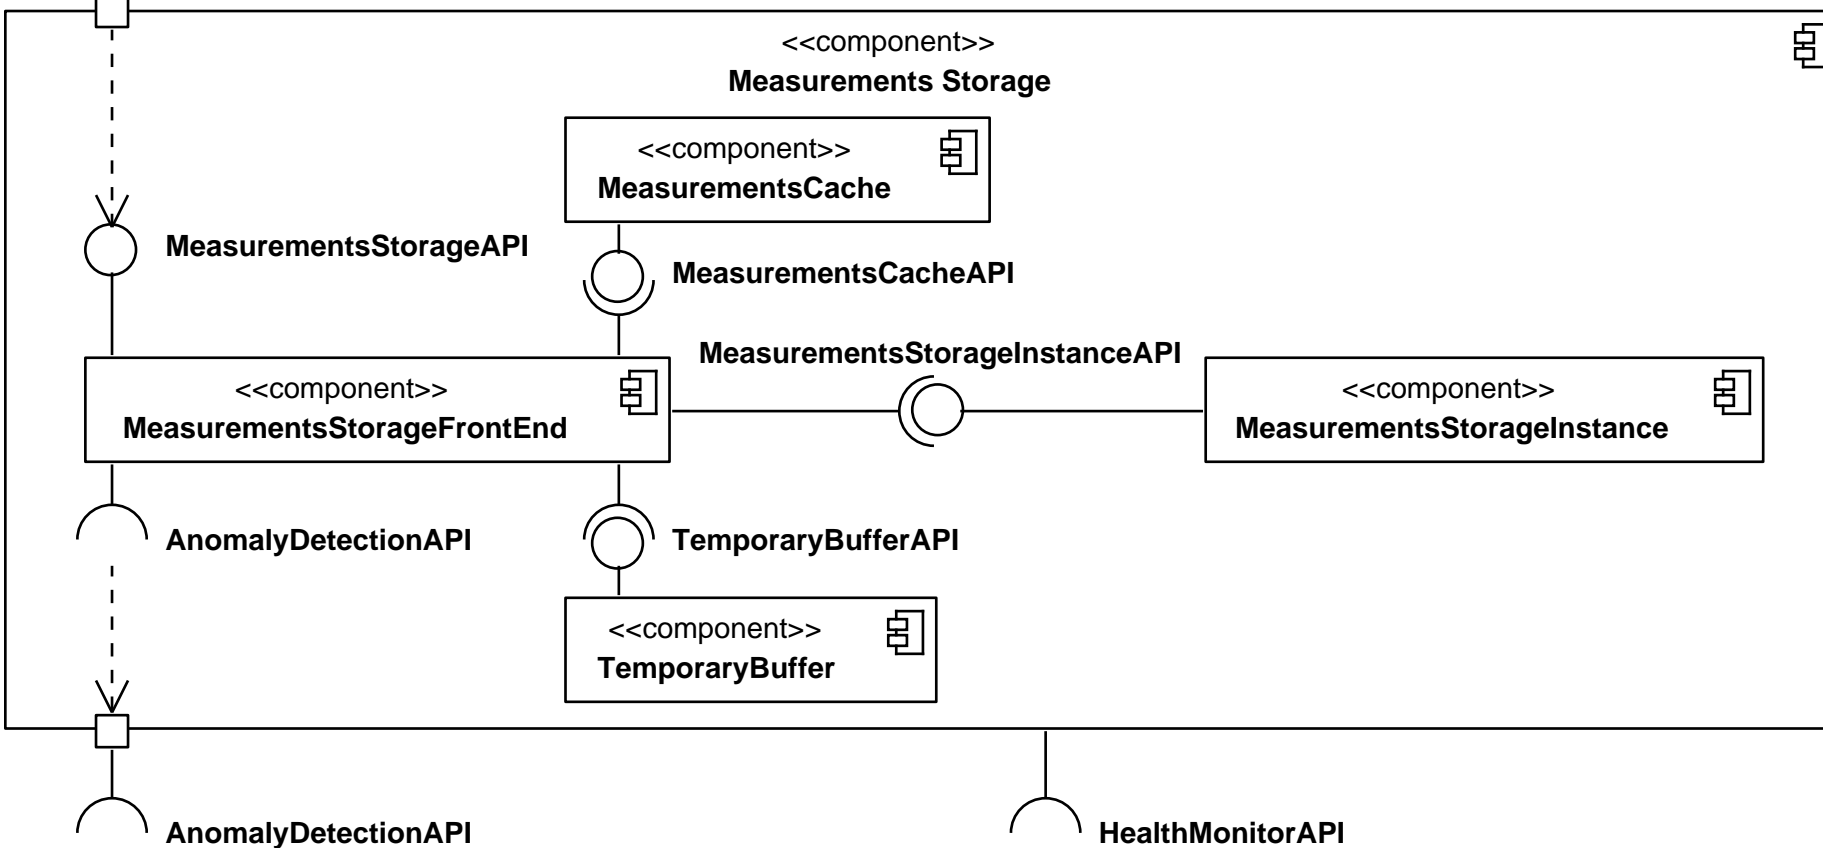 <<component>>
Measurements Storage
<<component>>
MeasurementsCache
MeasurementsStorageAPI
MeasurementsCacheAPI
MeasurementsStorageInstanceAPI
<<component>>
MeasurementsStorageFrontEnd
<<component>>
MeasurementsStorageInstance
AnomalyDetectionAPI
TemporaryBufferAPI
<<component>>
TemporaryBuffer
AnomalyDetectionAPI
HealthMonitorAPI